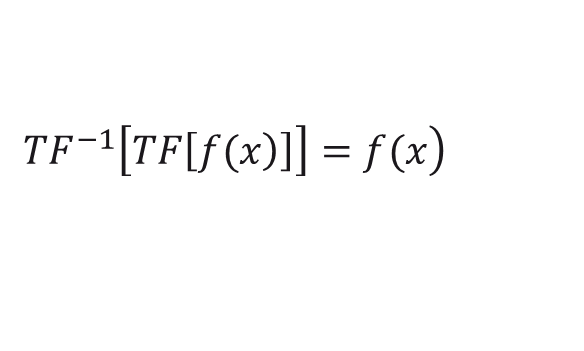 TF⁻¹[TF[f(x)]] = f(x)